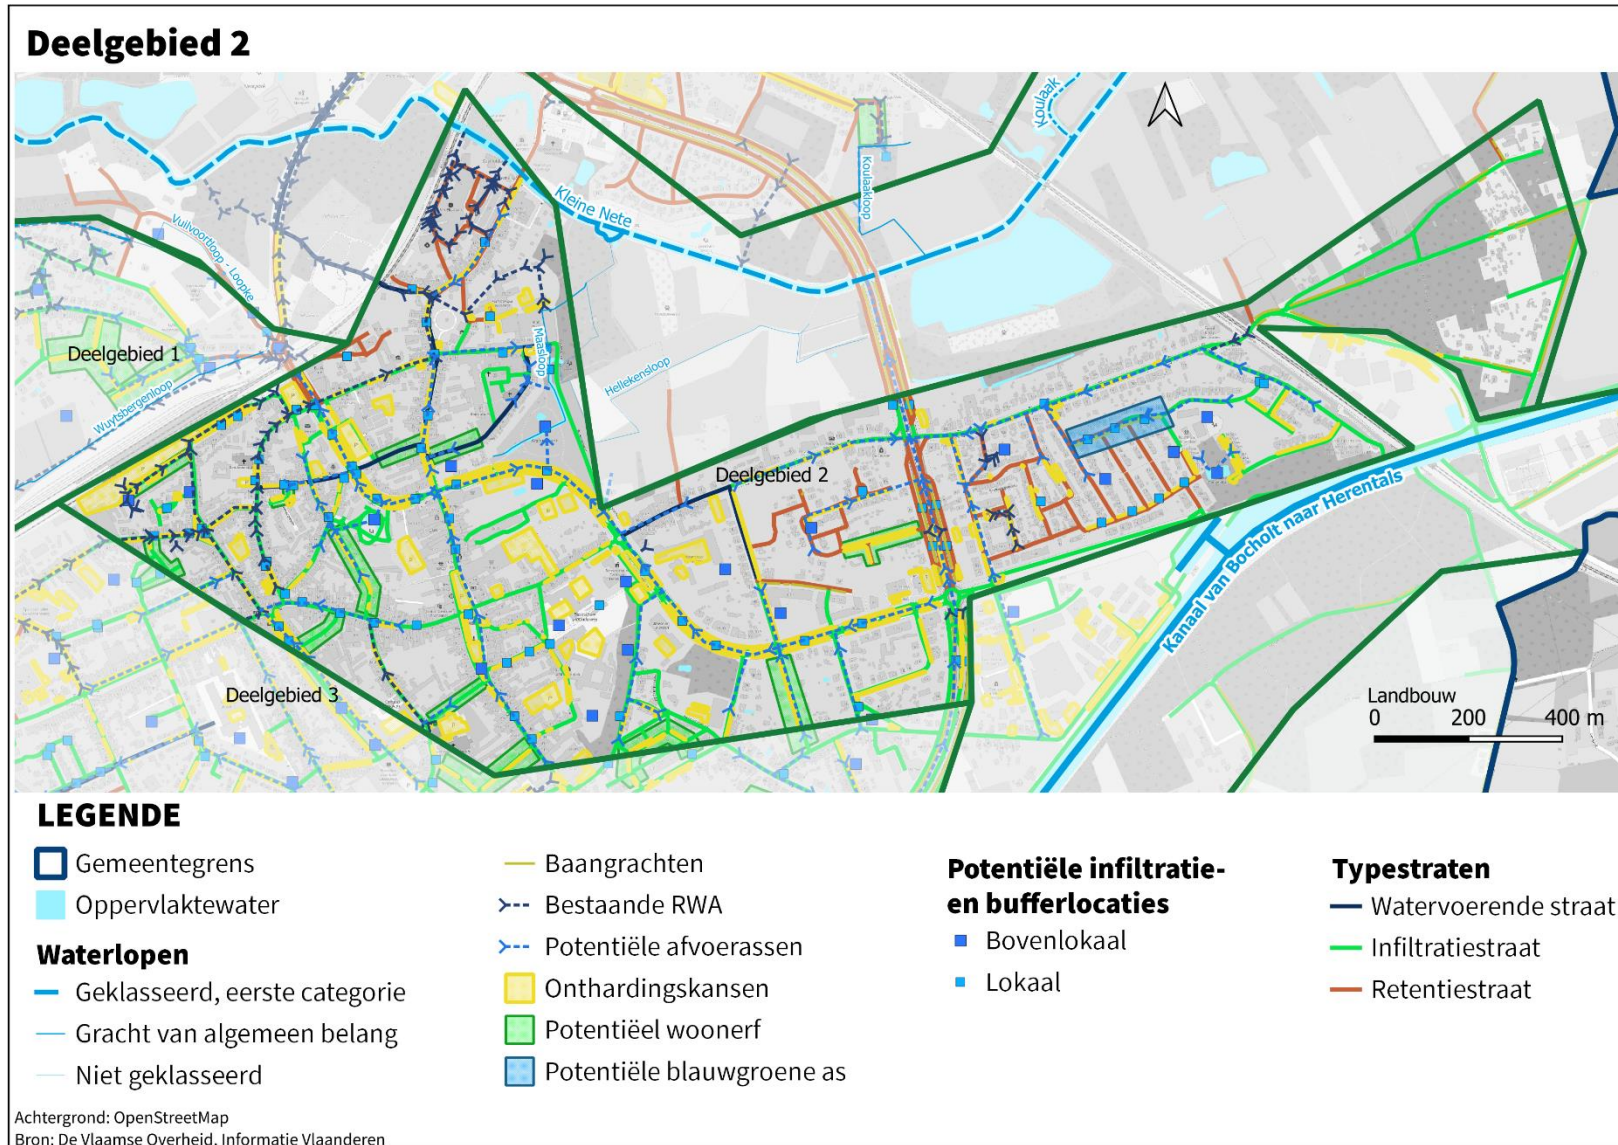 Deelgebied 2
Koulaak
Kleine Nete
Koulaakloop
Vuilvoortloop - Loopke
Deelgebied 1
Wuytsbergenloop
Maasloop
Hellekensloop
Deelgebied 2
Kanaal van Bocholt naar Herentals
Deelgebied 3
Landbouw
0 200 400 m
LEGENDE
Gemeentegrens
Oppervlaktewater
Waterlopen
Geklasseerd, eerste categorie
Gracht van algemeen belang
Niet geklasseerd
Baangrachten
Bestaande RWA
Potentiële afvoerassen
Onthardingskansen
Potentiëel woonerf
Potentiële blauwgroene as
Potentiële infiltratie-
en bufferlocaties
Bovenlokaal
Lokaal
Typestraten
Watervoerende straat
Infiltratiestraat
Retentiestraat
Achtergrond: OpenStreetMap
Bron: De Vlaamse Overheid, Informatie Vlaanderen